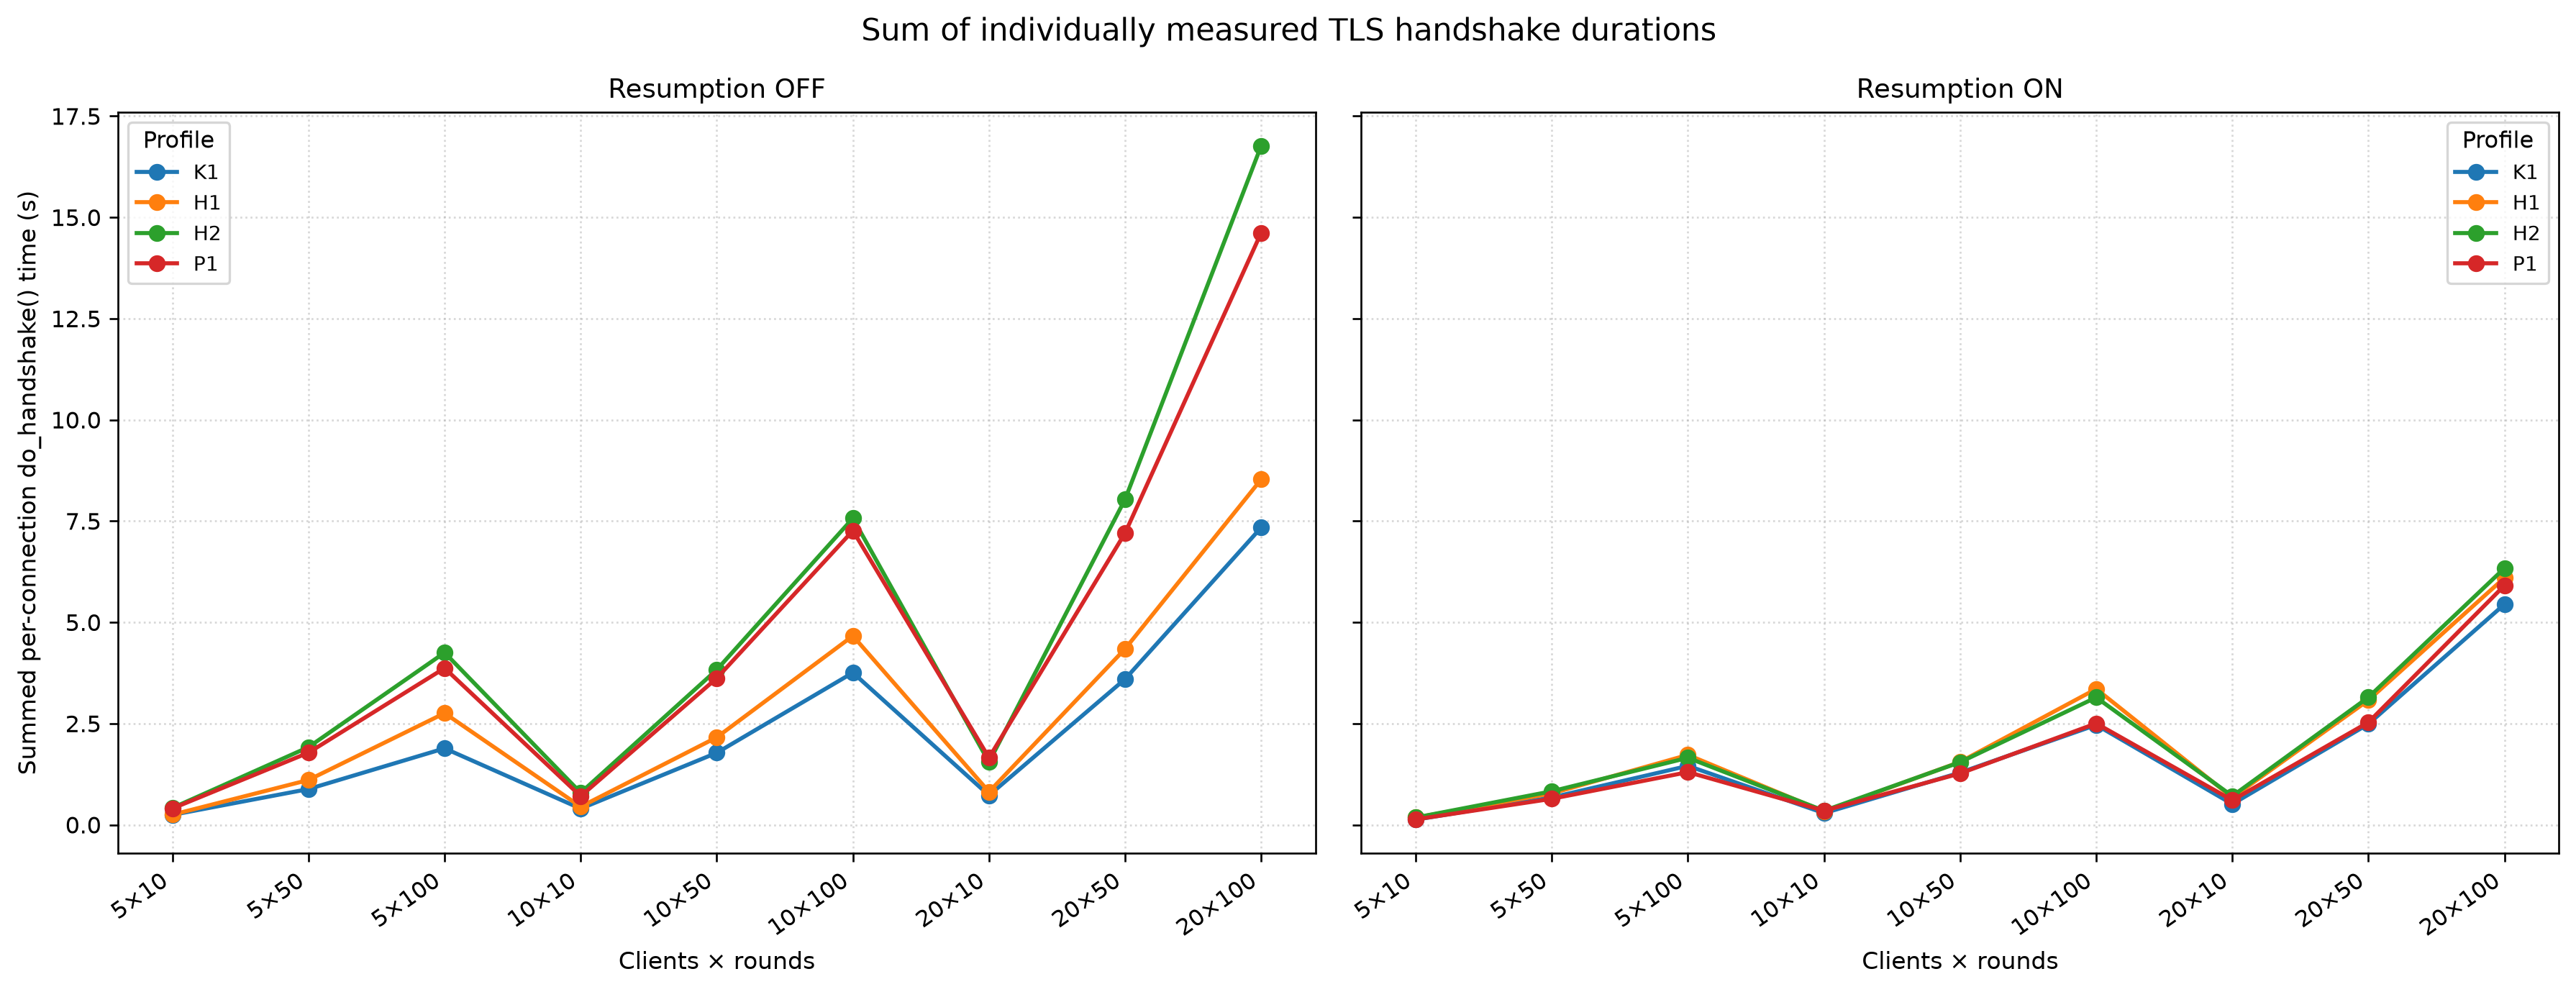 Sum of individually measured TLS handshake durations
Resumption OFF
Summed per-connection do_handshake() time (s)
17.5
15.0
12.5
10.0
7.5
5.0
2.5
0.0
Profile
K1
H1
H2
P1
5×10
5×50
5×100
10×10
10×50
10×100
20×10
20×50
20×100
Clients × rounds
Resumption ON
Profile
K1
H1
H2
P1
5×10
5×50
5×100
10×10
10×50
10×100
20×10
20×50
20×100
Clients × rounds